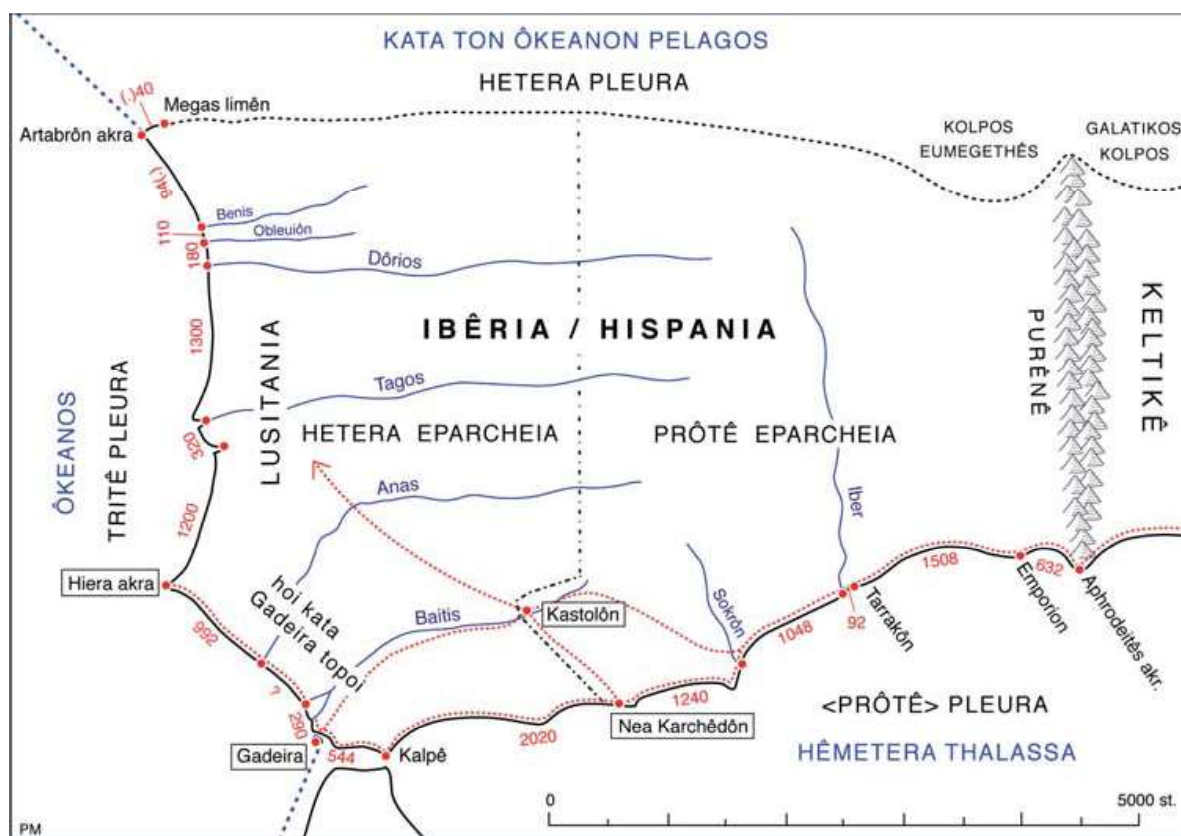 KATA TON ÔKEANON PELAGOS
HETERA PLEURA
(.)40
Megas limên
Artabrôn akra
KOLPOS
EUMEGETHÊS
GALATIKOS
KOLPOS
94(.)
Benis
110
Obleuiôn
180
Dôrios
IBÊRIA / HISPANIA
1300
LUSITANIA
PURÊNÊ
KELTIKÊ
Tagos
ÔKEANOS
TRITÊ PLEURA
320
HETERA EPARCHEIA
PRÔTÊ EPARCHEIA
Anas
Iber
1200
1508
632
Hiera akra
hoi kata
Gadeira topoi
Baitis
Kastolôn
Sokrôn
1048
92
Tarrakôn
Emporion
Aphrodeitês akr.
992
?
290
1240
Nea Karchêdôn
<PRÔTÊ> PLEURA
2020
Gadeira
544
Kalpê
HÊMETERA THALASSA
0
5000 st.
PM